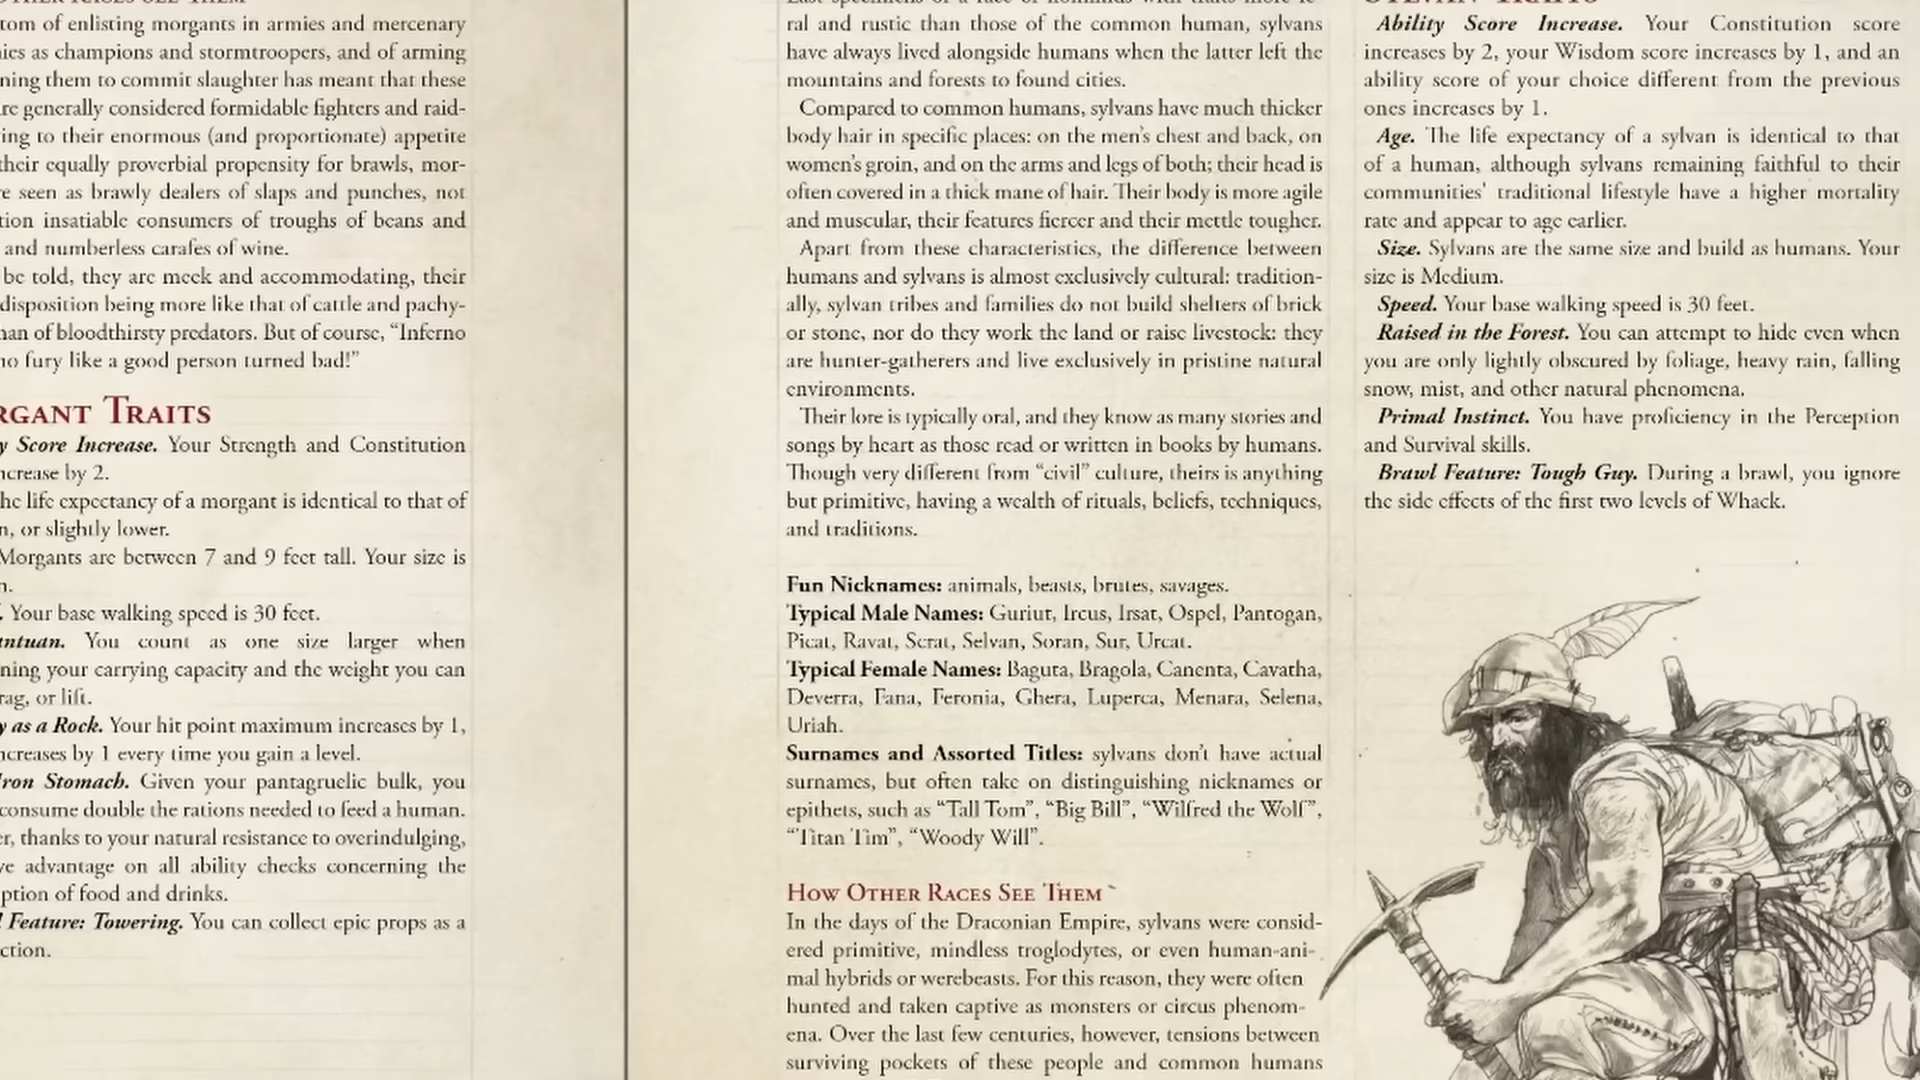 tom of enlisting morgants in armies and mercenary
ies as champions and stormtroopers, and of arming
ning them to commit slaughter has meant that these
re generally considered formidable fighters and raid-
ing to their enormous (and proportionate) appetite
their equally proverbial propensity for brawls, mor-
re seen as brawly dealers of slaps and punches, not
tion insatiable consumers of troughs of beans and
and numberless carafes of wine.
be told, they are meek and accommodating, their
disposition being more like that of cattle and pachy-
han of bloodthirsty predators. But of course, “Inferno
no fury like a good person turned bad!”
rgant Traits
y Score Increase. Your Strength and Constitution
ncrease by 2.
he life expectancy of a morgant is identical to that of
n, or slightly lower.
Morgants are between 7 and 9 feet tall. Your size is
n.
. Your base walking speed is 30 feet.
ntuan. You count as one size larger when
ning your carrying capacity and the weight you can
rag, or lift.
y as a Rock. Your hit point maximum increases by 1,
ncreases by 1 every time you gain a level.
Iron Stomach. Given your pantagruelic bulk, you
consume double the rations needed to feed a human.
er, thanks to your natural resistance to overindulging,
ve advantage on all ability checks concerning the
ption of food and drinks.
l Feature: Towering. You can collect epic props as a
ction.
ral and rustic than those of the common human, sylvans
have always lived alongside humans when the latter left the
mountains and forests to found cities.
Compared to common humans, sylvans have much thicker
body hair in specific places: on the men’s chest and back, on
women’s groin, and on the arms and legs of both; their head is
often covered in a thick mane of hair. Their body is more agile
and muscular, their features fiercer and their mettle tougher.
Apart from these characteristics, the difference between
humans and sylvans is almost exclusively cultural: tradition-
ally, sylvan tribes and families do not build shelters of brick
or stone, nor do they work the land or raise livestock: they
are hunter-gatherers and live exclusively in pristine natural
environments.
Their lore is typically oral, and they know as many stories and
songs by heart as those read or written in books by humans.
Though very different from “civil” culture, theirs is anything
but primitive, having a wealth of rituals, beliefs, techniques,
and traditions.
Fun Nicknames: animals, beasts, brutes, savages.
Typical Male Names: Guriut, Ircus, Irsat, Ospel, Pantogan,
Picat, Ravat, Scrat, Selvan, Soran, Sur, Urcat.
Typical Female Names: Baguta, Bragola, Canenta, Cavatha,
Deverra, Fana, Feronia, Ghera, Luperca, Menara, Selena,
Uriah.
Surnames and Assorted Titles: sylvans don’t have actual
surnames, but often take on distinguishing nicknames or
epithets, such as “Tall Tom”, “Big Bill”, “Wilfred the Wolf”,
“Titan Tim”, “Woody Will”.
How Other Races See Them
In the days of the Draconian Empire, sylvans were consid-
ered primitive, mindless troglodytes, or even human-ani-
mal hybrids or werebeasts. For this reason, they were often
hunted and taken captive as monsters or circus phenom-
ena. Over the last few centuries, however, tensions between
surviving pockets of these people and common humans
Ability Score Increase. Your Constitution score
increases by 2, your Wisdom score increases by 1, and an
ability score of your choice different from the previous
ones increases by 1.
Age. The life expectancy of a sylvan is identical to that
of a human, although sylvans remaining faithful to their
communities' traditional lifestyle have a higher mortality
rate and appear to age earlier.
Size. Sylvans are the same size and build as humans. Your
size is Medium.
Speed. Your base walking speed is 30 feet.
Raised in the Forest. You can attempt to hide even when
you are only lightly obscured by foliage, heavy rain, falling
snow, mist, and other natural phenomena.
Primal Instinct. You have proficiency in the Perception
and Survival skills.
Brawl Feature: Tough Guy. During a brawl, you ignore
the side effects of the first two levels of Whack.